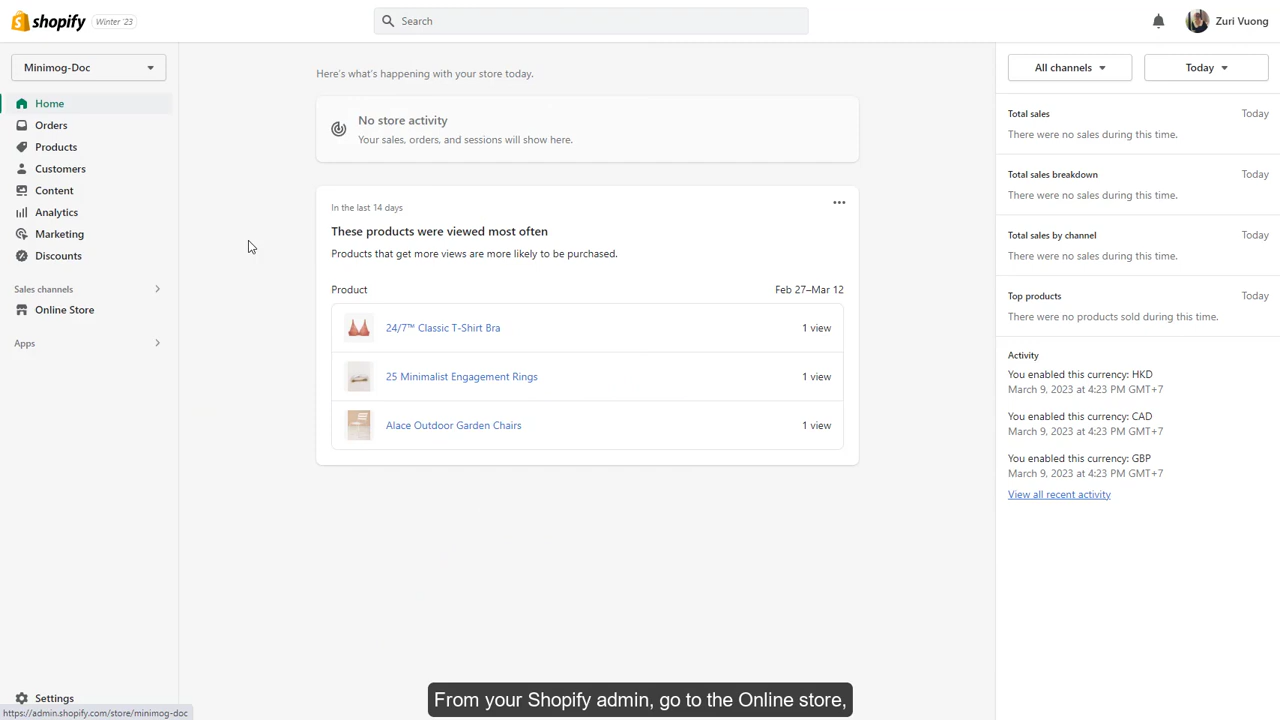 shopify Winter '23
Search
Zuri Vuong
Minimog-Doc
Home
Orders
Products
Customers
Content
Analytics
Marketing
Discounts
Sales channels
Online Store
Apps
Settings
https://admin.shopify.com/store/minimog-doc
Here's what's happening with your store today.
No store activity
Your sales, orders, and sessions will show here.
In the last 14 days
These products were viewed most often
Products that get more views are more likely to be purchased.
Product Feb 27–Mar 12
24/7™ Classic T-Shirt Bra 1 view
25 Minimalist Engagement Rings 1 view
Alace Outdoor Garden Chairs 1 view
All channels Today
Total sales Today
There were no sales during this time.
Total sales breakdown Today
There were no sales during this time.
Total sales by channel Today
There were no sales during this time.
Top products Today
There were no products sold during this time.
Activity
You enabled this currency: HKD
March 9, 2023 at 4:23 PM GMT+7
You enabled this currency: CAD
March 9, 2023 at 4:23 PM GMT+7
You enabled this currency: GBP
March 9, 2023 at 4:23 PM GMT+7
View all recent activity
From your Shopify admin, go to the Online store,